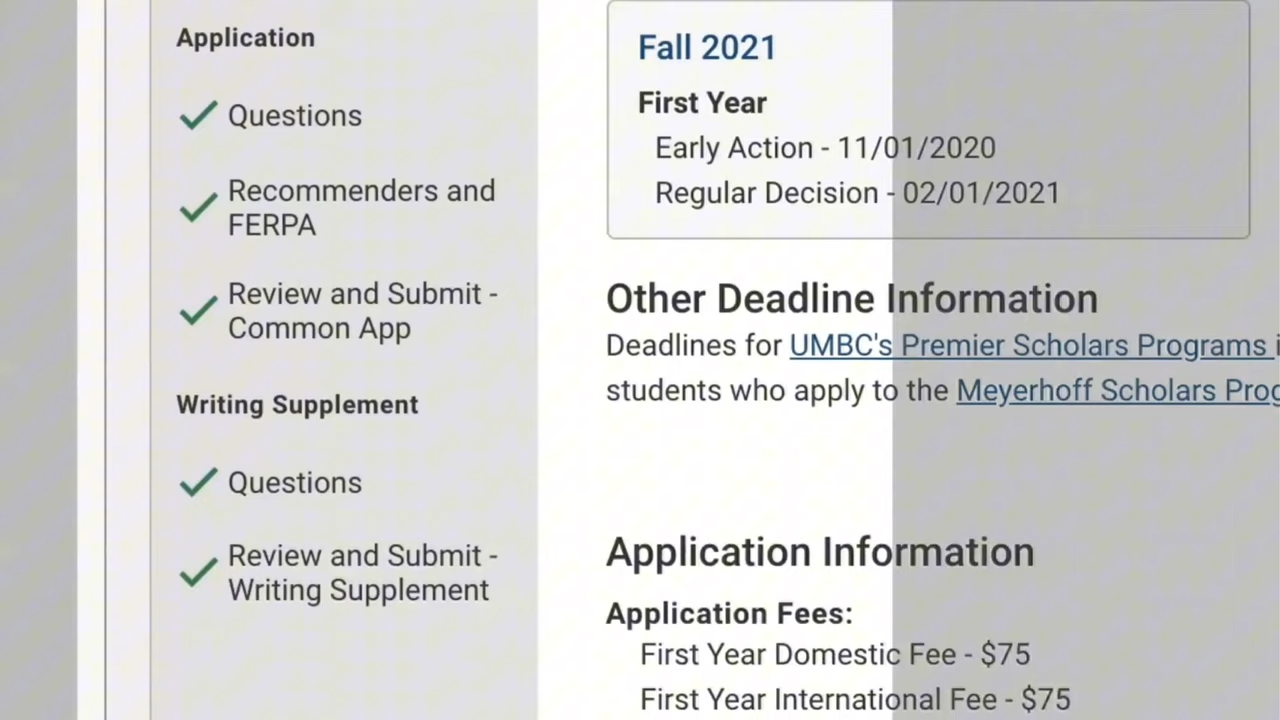 Application
Questions
Recommenders and
FERPA
Review and Submit -
Common App
Writing Supplement
Questions
Review and Submit -
Writing Supplement
Fall 2021
First Year
Early Action - 11/01/2020
Regular Decision - 02/01/2021
Other Deadline Information
Deadlines for UMBC's Premier Scholars Programs
students who apply to the Meyerhoff Scholars
Application Information
Application Fees:
First Year Domestic Fee - $75
First Year International Fee - $75